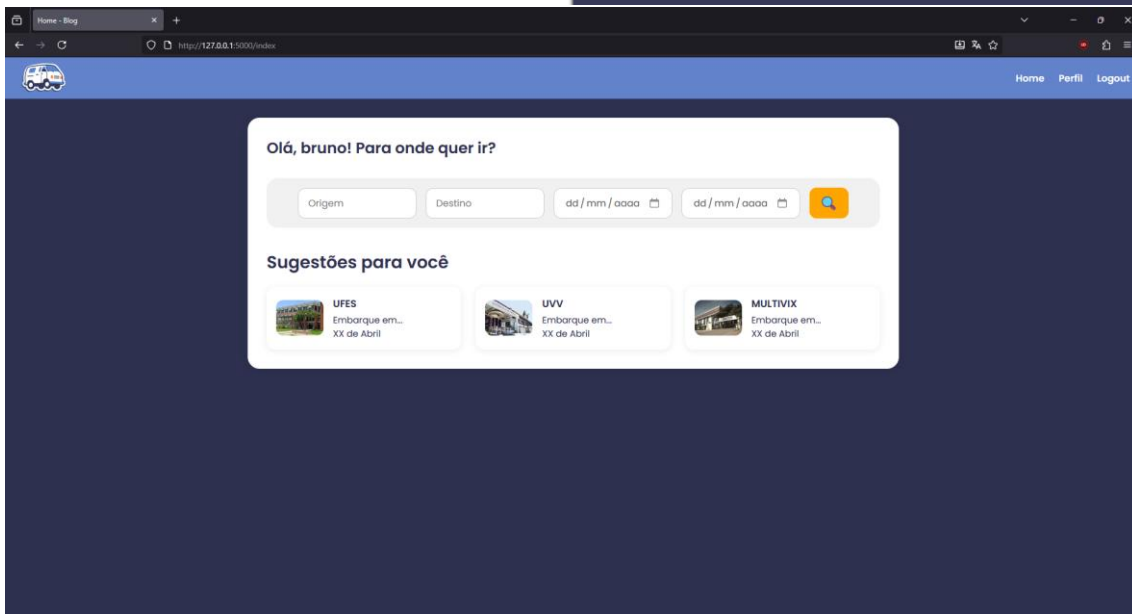 Home - Blog
http://127.0.0.1:5000/index
Home Perfil Logout
Olá, bruno! Para onde quer ir?
Origem Destino dd/mm/aaaa dd/mm/aaaa
Sugestões para você
UFES
Embarque em...
XX de Abril
UVV
Embarque em...
XX de Abril
MULTIVIX
Embarque em...
XX de Abril